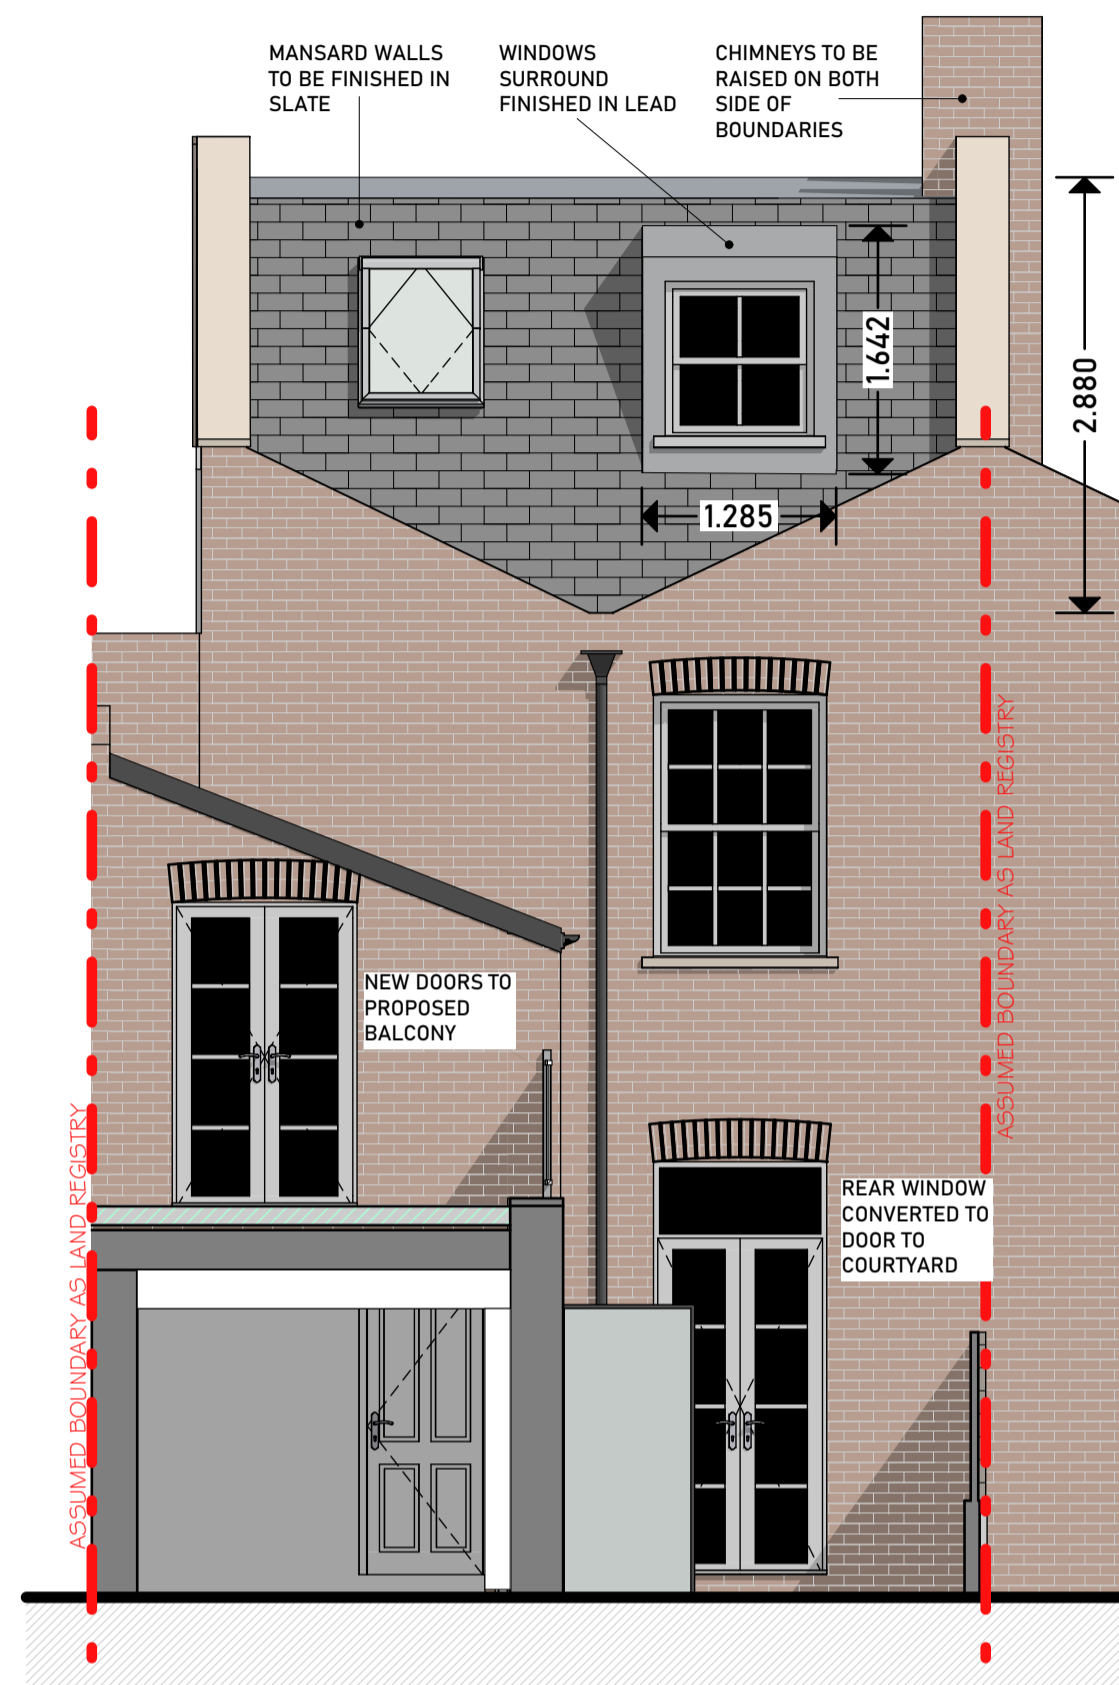 MANSARD WALLS
TO BE FINISHED IN
SLATE
WINDOWS
SURROUND
FINISHED IN LEAD
CHIMNEYS TO BE
RAISED ON BOTH
SIDE OF
BOUNDARIES
1.642
2.880
1.285
ASSUMED BOUNDARY AS LAND REGISTRY
NEW DOORS TO
PROPOSED
BALCONY
ASSUMED BOUNDARY AS LAND REGISTRY
REAR WINDOW
CONVERTED TO
DOOR TO
COURTYARD